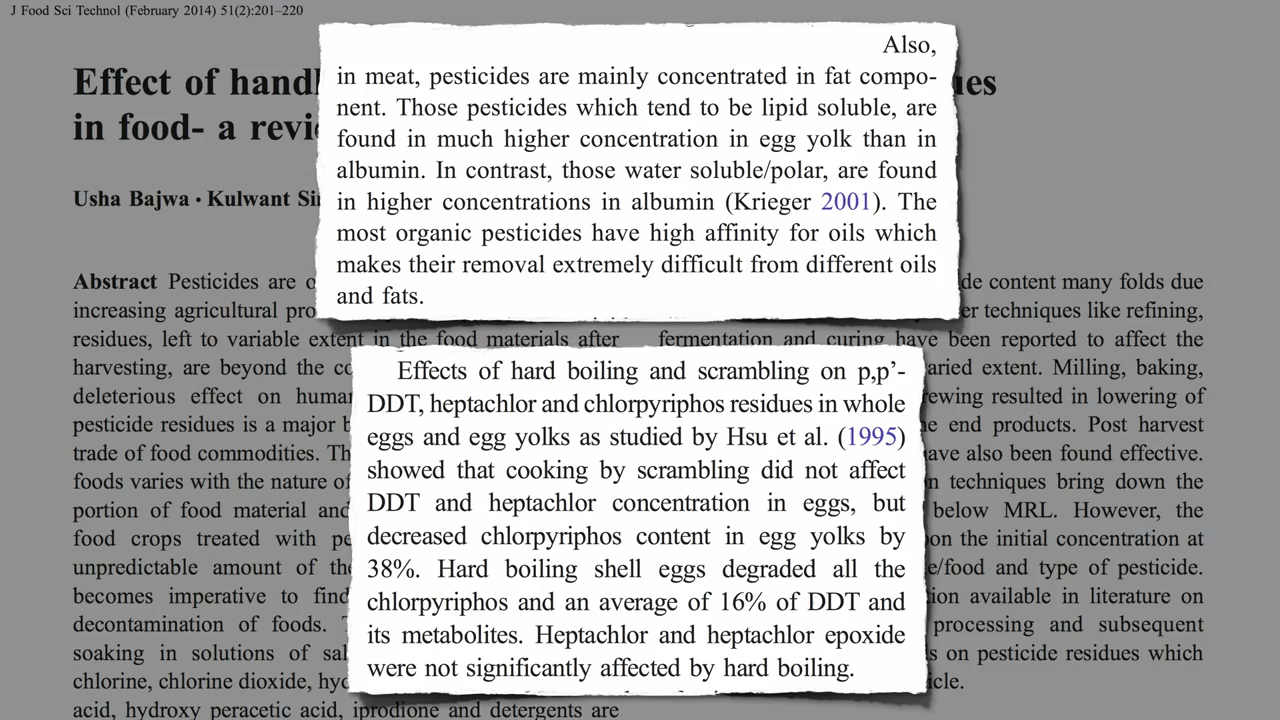 J Food Sci Technol (February 2014) 51(2):201–220
Effect of handl
ues
in food- a revi
Usha Bajwa • Kulwant Si
Also,
in meat, pesticides are mainly concentrated in fat compo-
nent. Those pesticides which tend to be lipid soluble, are
found in much higher concentration in egg yolk than in
albumin. In contrast, those water soluble/polar, are found
in higher concentrations in albumin (Krieger 2001). The
most organic pesticides have high affinity for oils which
makes their removal extremely difficult from different oils
and fats.
Abstract Pesticides are o
increasing agricultural pro
residues, left to variable extent in the food materials after
harvesting, are beyond the co
deleterious effect on human
pesticide residues is a major b
trade of food commodities. Th
foods varies with the nature of
portion of food material and
food crops treated with pe
unpredictable amount of the
becomes imperative to find
decontamination of foods.
soaking in solutions of sal
chlorine, chlorine dioxide, hyd
acid, hydroxy peracetic acid, iprodione and detergents are
Effects of hard boiling and scrambling on p,p’-
DDT, heptachlor and chlorpyriphos residues in whole
eggs and egg yolks as studied by Hsu et al. (1995)
showed that cooking by scrambling did not affect
DDT and heptachlor concentration in eggs, but
decreased chlorpyriphos content in egg yolks by
38%. Hard boiling shell eggs degraded all the
chlorpyriphos and an average of 16% of DDT and
its metabolites. Heptachlor and heptachlor epoxide
were not significantly affected by hard boiling.
de content many folds due
er techniques like refining,
fermentation and curing have been reported to affect the
aried extent. Milling, baking,
rewing resulted in lowering of
he end products. Post harvest
have also been found effective.
n techniques bring down the
below MRL. However, the
on the initial concentration at
e/food and type of pesticide.
ion available in literature on
processing and subsequent
s on pesticide residues which
icle.